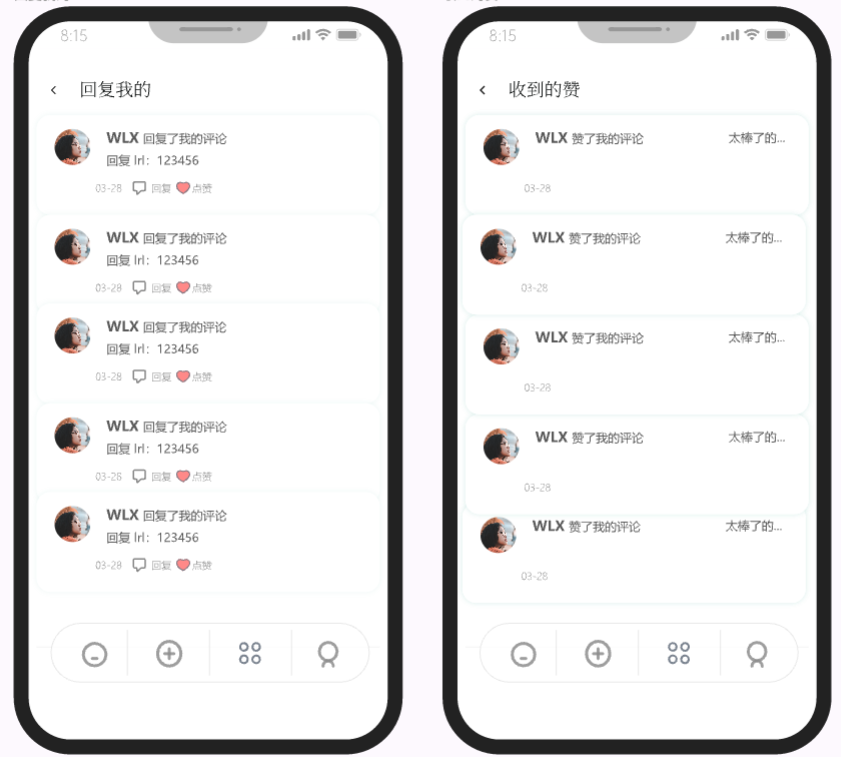 8:15
回复我的
WLX 回复了我的评论
回复 lrl：123456
03-28 回复 点赞
WLX 回复了我的评论
回复 lrl：123456
03-28 回复 点赞
WLX 回复了我的评论
回复 lrl：123456
03-28 回复 点赞
WLX 回复了我的评论
回复 lrl：123456
03-28 回复 点赞
WLX 回复了我的评论
回复 lrl：123456
03-28 回复 点赞
8:15
收到的赞
WLX 赞了我的评论 太棒了的...
03-28
WLX 赞了我的评论 太棒了的...
03-28
WLX 赞了我的评论 太棒了的...
03-28
WLX 赞了我的评论 太棒了的...
03-28
WLX 赞了我的评论 太棒了的...
03-28